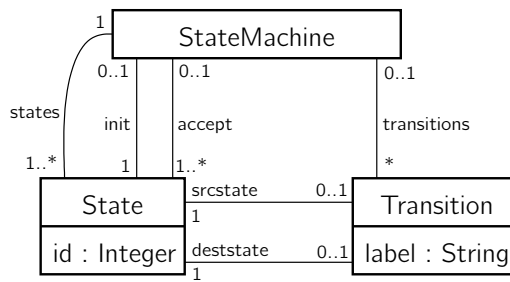 1
StateMachine
0..1
0..1
0..1
states
init
accept
transitions
1..*
1
1..*
*
State
srcstate
0..1
1
Transition
id : Integer
deststate
0..1
1
label : String